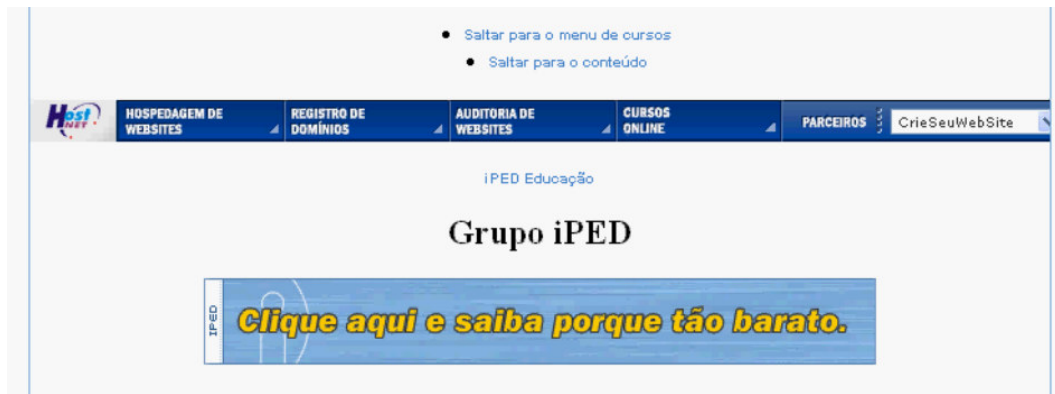 Saltar para o menu de cursos
Saltar para o conteúdo
Host NET
HOSPEDAGEM DE WEBSITES
REGISTRO DE DOMÍNIOS
AUDITORIA DE WEBSITES
CURSOS ONLINE
PARCEIROS
CrieSeuWebSite
iPED Educação
Grupo iPED
IPED
Clique aqui e saiba porque tão barato.